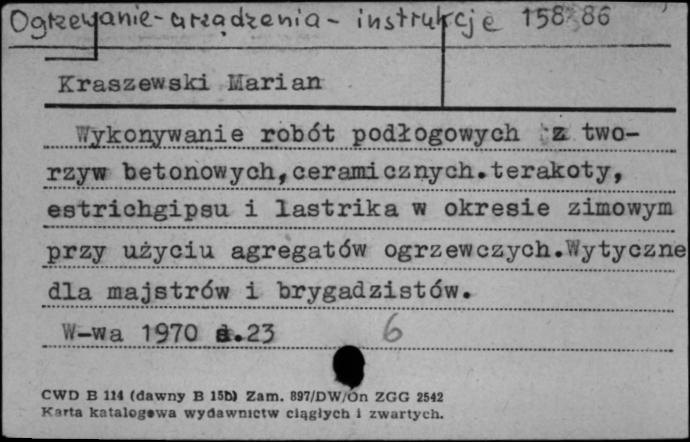 Ogrzewanie-urządzenia- instrukcje 158786
Kraszewski Marian
Wykonywanie robót podłogowych z two-
rzyw betonowych,ceramicznych.terakoty,
estrichgipsu i lastrika w okresie zimowym
przy użyciu agregatów ogrzewczych.Wytyczne
dla majstrów i brygadzistów.
W-wa 1970 s.23 6
CWD B 114 (dawny B 15b) Zam. 897/DW/On ZGG 2542
Karta katalogowa wydawnictw ciągłych i zwartych.